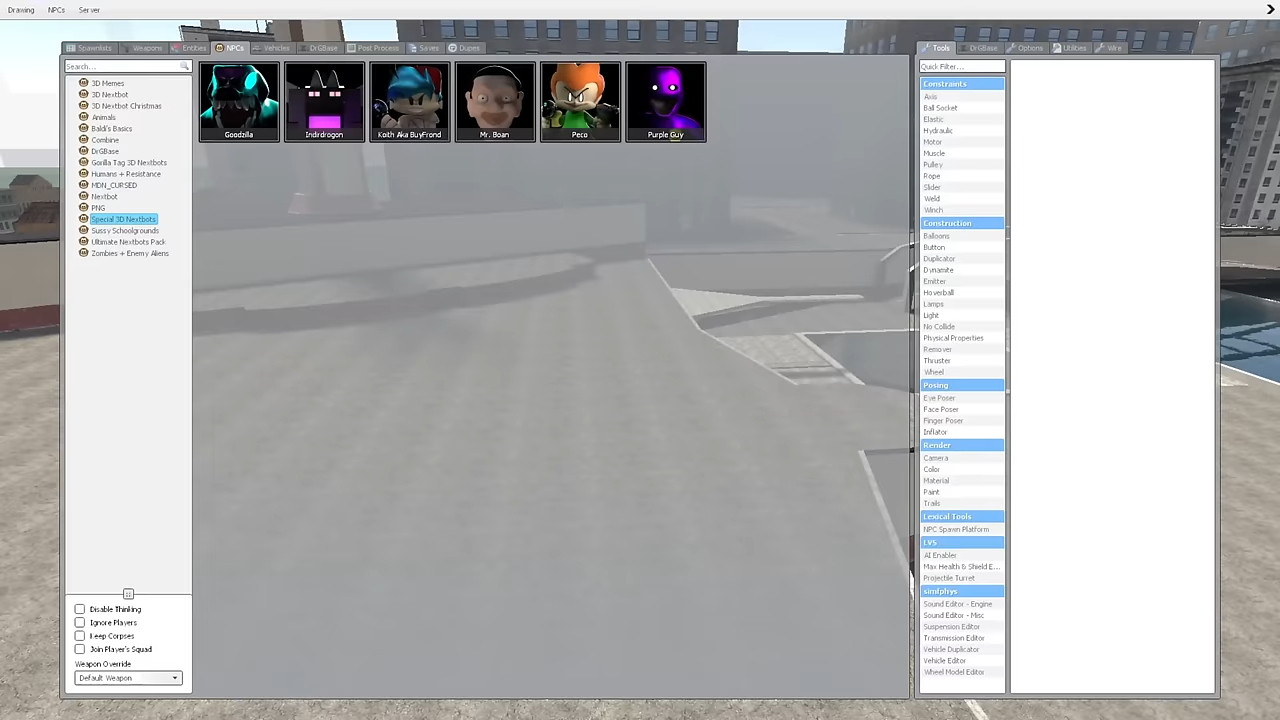 Drawing NPCs Server
Spawnlists Weapons Entities NPCs Vehicles DrGBase Post Process Saves Dupes
Search...
3D Memes
3D Nextbot
3D Nextbot Christmas
Animals
Baldi's Basics
Combine
DrGBase
Gorilla Tag 3D Nextbots
Humans + Resistance
MDN_CURSED
Nextbot
PNG
Special 3D Nextbots
Sussy Schoolgrounds
Ultimate Nextbots Pack
Zombies + Enemy Aliens
Disable Thinking
Ignore Players
Keep Corpses
Join Player's Squad
Weapon Override
Default Weapon
Goodzilla
Indirdrogon
Koith Aka BuyFrond
Mr. Boan
Peco
Purple Guy
Tools DrGBase Options Utilities Wire
Quick Filter...
Constraints
Axis
Ball Socket
Elastic
Hydraulic
Motor
Muscle
Pulley
Rope
Slider
Weld
Winch
Construction
Balloons
Button
Duplicator
Dynamite
Emitter
Hoverball
Lamps
Light
No Collide
Physical Properties
Remover
Thruster
Wheel
Posing
Eye Poser
Face Poser
Finger Poser
Inflator
Render
Camera
Color
Material
Paint
Trails
Lexical Tools
NPC Spawn Platform
LVS
AI Enabler
Max Health & Shield E...
Projectile Turret
simfphys
Sound Editor - Engine
Sound Editor - Misc
Suspension Editor
Transmission Editor
Vehicle Duplicator
Vehicle Editor
Wheel Model Editor